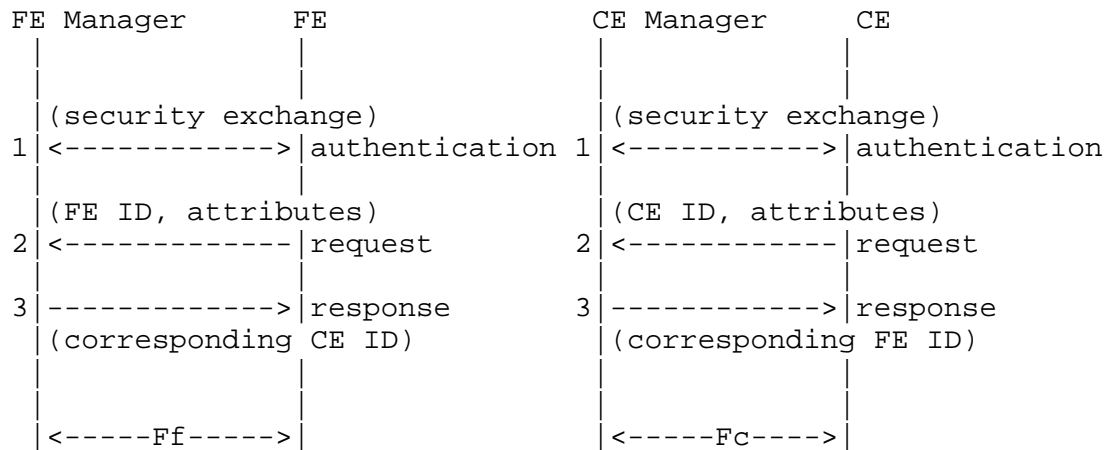 FE Manager      FE                 CE Manager     CE
 |               |                  |              |
 |               |                  |              |
 |(security exchange)               |(security exchange)
1|<------------->|authentication 1|<----------->|authentication
 |               |                  |              |
 |(FE ID, attributes)               |(CE ID, attributes)
2|<-------------|request         2|<------------|request
 |               |                  |              |
3|------------->|response        3|------------>|response
 |(corresponding CE ID)             |(corresponding FE ID)
 |               |                  |              |
 |               |                  |              |
 |<-----Ff----->|                  |<-----Fc---->|